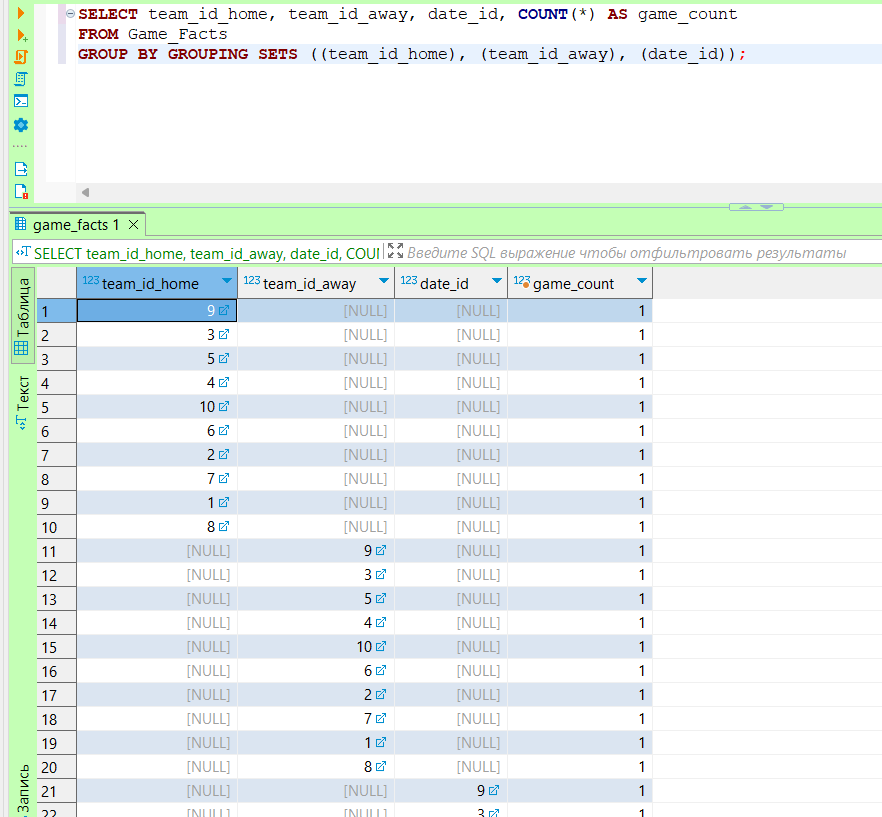 SELECT team_id_home, team_id_away, date_id, COUNT(*) AS game_count
FROM Game_Facts
GROUP BY GROUPING SETS ((team_id_home), (team_id_away), (date_id));
game_facts 1
SELECT team_id_home, team_id_away, date_id, COUI Введите SQL выражение чтобы отфильтровать результаты
Таблица
Текст
Запись
123 team_id_home 123 team_id_away 123 date_id 123 game_count
1 9 [NULL] [NULL] 1
2 3 [NULL] [NULL] 1
3 5 [NULL] [NULL] 1
4 4 [NULL] [NULL] 1
5 10 [NULL] [NULL] 1
6 6 [NULL] [NULL] 1
7 2 [NULL] [NULL] 1
8 7 [NULL] [NULL] 1
9 1 [NULL] [NULL] 1
10 8 [NULL] [NULL] 1
11 [NULL] 9 [NULL] 1
12 [NULL] 3 [NULL] 1
13 [NULL] 5 [NULL] 1
14 [NULL] 4 [NULL] 1
15 [NULL] 10 [NULL] 1
16 [NULL] 6 [NULL] 1
17 [NULL] 2 [NULL] 1
18 [NULL] 7 [NULL] 1
19 [NULL] 1 [NULL] 1
20 [NULL] 8 [NULL] 1
21 [NULL] [NULL] 9 1
22 [NULL] [NULL] 3 1